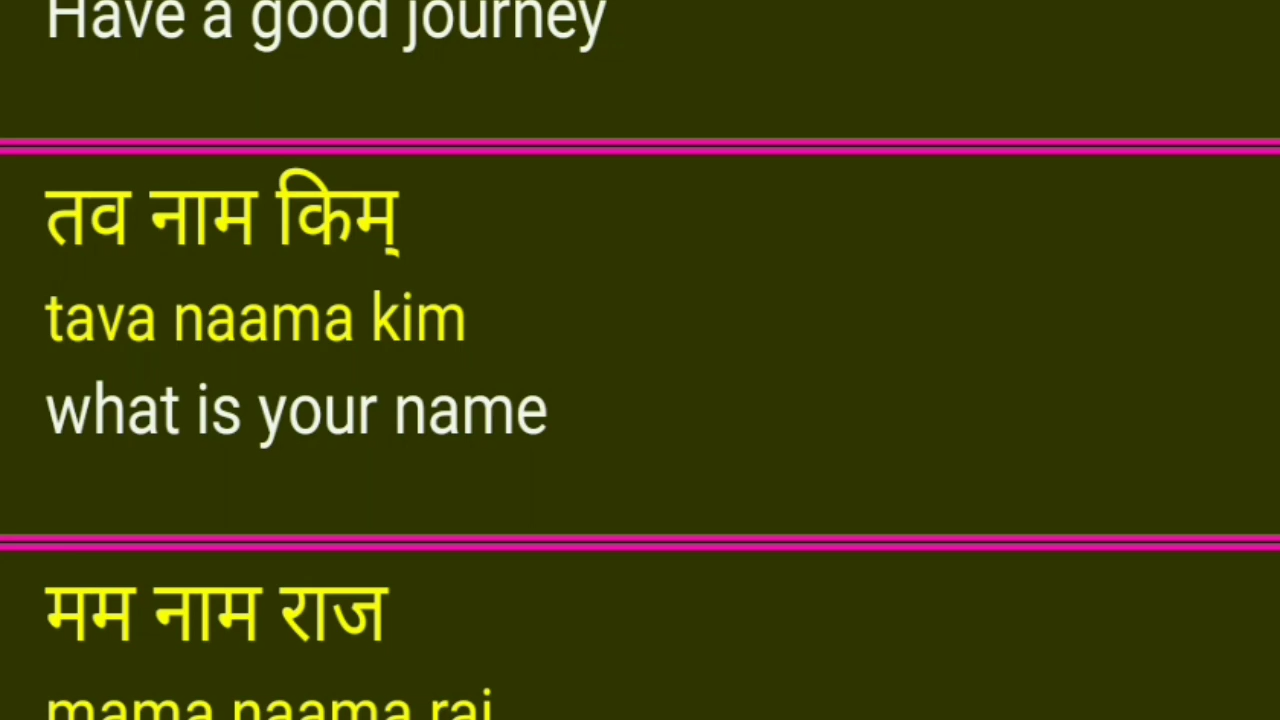 Have a good journey
तव नाम किम्
tava naama kim
what is your name
मम नाम राज
mama naama raj